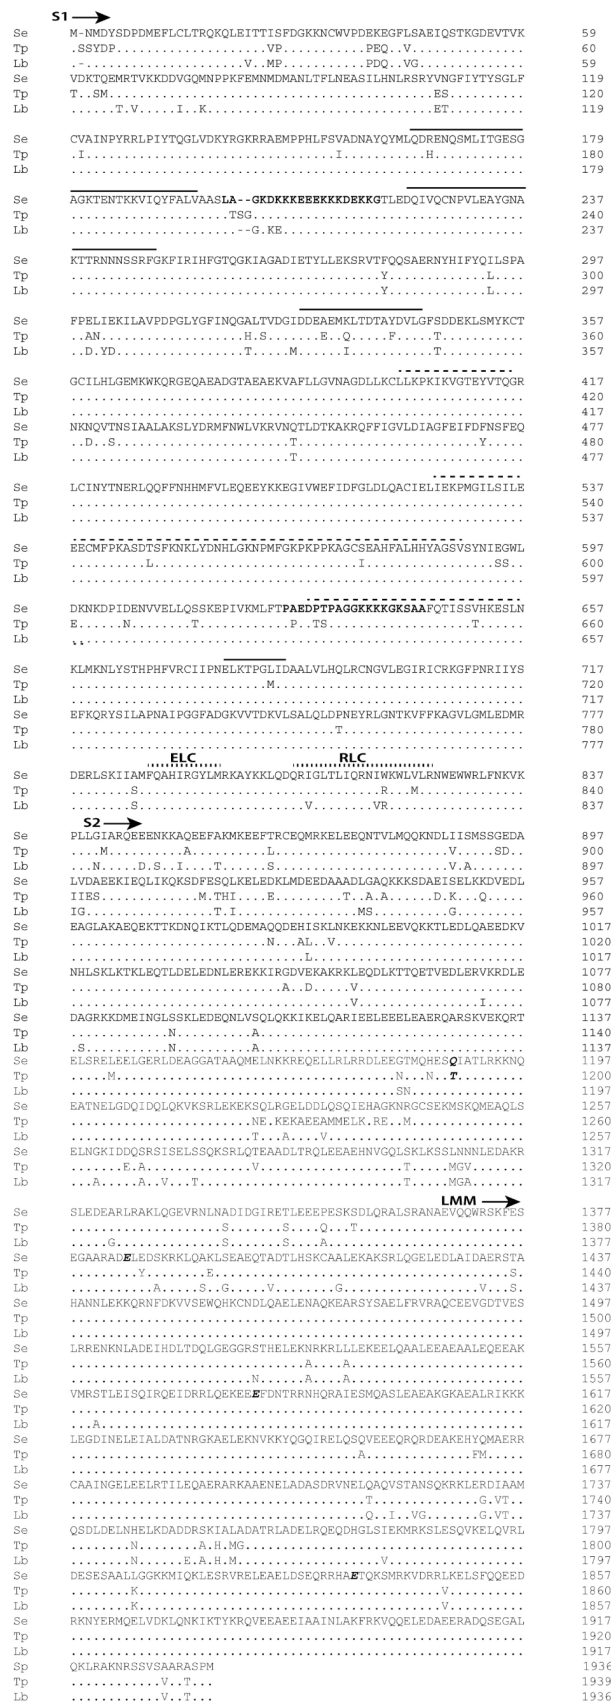 S1
Se M-NMDYSDPDMEFLCLTRQKQLEITTISFDGKKNCWVPDEKEGFLSAEIQSTKGDEVTVK 59
Tp .SSYDP....................VP...........PEQ..V............... 60
Lb .-.....................V..MP...........PDQ..VG.............. 59
Se VDKTQEMRTVKKDDVGQMNPPKFEMNMDMANLTFLNEASILHNLRSRYVNGFIYTYSGLF 119
Tp T..SM...........................................ES.......... 120
Lb ......T.V.....I..K..............................ET.......... 119
Se CVAINPYRRLPIYTQGLVDKYRGKRRAEMPPHLFSVADNAYQYMLQDRENQSMLITGESG 179
Tp .I.................................I...........H............ 180
Lb ............................................................ 179
Se AGKTENTKKVIQYFALVAASLA--GKDKKKEEEKKKDEKKGTLEDQIVQCNPVLEAYGNA 237
Tp .....................TSG.................................... 240
Lb ......................--G.KE................................ 237
Se KTTRNNNSSRFGKFIRIHFGTQGKIAGADIETYLLEKSRVTFQQSAERNYHIFYQILSPA 297
Tp .........................................Y.............L.... 300
Lb .........................................Y.............L.... 297
Se FPELIEKILAVPDPGLYGFINQGALTVDGIDDEAEMKLTDTAYDVLGFSDDEKLSMYKCT 357
Tp ..AN...................H.S.......E..Q.....F.....T........... 360
Lb ..D.YD.................T.....M......I...........T........... 357
Se GCILHLGEMKWKQRGEQAEADGTAEAEKVAFLLGVNAGDLLKCLLKPKIKVGTEYVTQGR 417
Tp ............................................................ 420
Lb ............................................................ 417
Se NKNQVTNSIAALAKSLYDRMFNWLVKRVNQTLDTKAKRQFFIGVLDIAGFEIFDFNSFEQ 477
Tp ..D..S.......................T........................Y..... 480
Lb .............................T.............................. 477
Se LCINYTNERLQQFFNHHMFVLEQEEYKKEGIVWEFIDFGLDLQACIELIEKPMGILSILE 537
Tp ............................................................ 540
Lb ............................................................ 537
Se EECMFPKASDTSFKNKLYDNHLGKNPMFGKPKPPKAGCSEAHFALHHYAGSVSYNIEGWL 597
Tp ..........L...........................I.................SS.. 600
Lb ............................................................ 597
Se DKNKDPIDENVVELLQSSKEPIVKMLFTPAEDPTPAGGKKKKGKSAAFQTISSVHKESLN 657
Tp E......N........T............P..TS....................T..... 660
Lb ............................................................ 657
Se KLMKNLYSTHPHFVRCIIPNELKTPGLIDAALVLHQLRCNGVLEGIRICRKGFPNRIIYS 717
Tp ..........................M................................. 720
Lb ............................................................ 717
Se EFKQRYSILAPNAIPGGFADGKVVTDKVLSALQLDPNEYRLGNTKVFFKAGVLGMLEDMR 777
Tp ...................................T........................ 780
Lb ............................................................ 777
ELC RLC
Se DERLSKIIAMFQAHIRGYLMRKAYKKLQDQRIGLTLIQRNIWKWLVLRNWEWWRLFNKVK 837
Tp ........S................................R...M.............. 840
Lb ........S......................V........VR.................. 837
S2
Se PLLGIARQEEENKKAQEEFAKMKEEFTRCEQMRKELEEQNTVLMQQKNDLIISMSSGEDA 897
Tp ....M..........A..........L.......................V.....SD.. 900
Lb ...N.....D.S..I....T......S.......................V.A....... 897
Se LVDAEEKIEQLIKQKSDFESQLKELEDKLMDEEDAAADLGAQKKKSDAEISELKKDVEDL 957
Tp IIES.............M.THI....E.........T..A.A......D.K...Q..... 960
Lb IG.................T.I................MS..........G......... 957
Se EAGLAKAEQEKTTKDNQIKTLQDEMAQQDEHISKLNKEKKNLEEVQKKTLEDLQAEEDKV 1017
Tp ..........................N...AL..V......................... 1020
Lb ...............................L............................ 1017
Se NHLSKLKTKLEQTLDELEDNLEREKKIRGDVEKAKRKLEQDLKTTQETVEDLERVKRDLE 1077
Tp ............................A..D.....V...................... 1080
Lb .....................................V................I..... 1077
Se DAGRKKDMEINGLSSKLEDEQNLVSQLQKKIKELQARIEELEEELEAERQARSKVEKQRT 1137
Tp .............N..........A................................... 1140
Lb .S...........S..........A................................... 1137
Se ELSRELEELGERLDEAGGATAAQMELNKKREQELLRLRRDLEEGTMQHESQIATLRKKNQ 1197
Tp .....M.....................................N...N..T......... 1200
Lb ...........................................SN............... 1197
Se EATNELGDQIDQLQKVKSRLEKEKSQLRGELDDLQSQIEHAGKNRGCSEKMSKQMEAQLS 1257
Tp ........................NE.KEKAEEAMMELK.RE..M............... 1260
Lb ........................T...A....V.......................... 1257
Se ELNGKIDDQSRSISELSSQKSRLQTEAADLTRQLEEAEHNVGQLSKLKSSLNNNLEDAKR 1317
Tp .......E.A..............V...................T.....MGV....... 1320
Lb ...A.....A..V...T...........................T.....MGA....... 1317
LMM
Se SLEDEARLRAKLQGEVRNLNADIDGIRETLEEEPESKSDLQRALSRANAEVQQWRSKFES 1377
Tp ....................S.......S....Q...T...................... 1380
Lb .....G..............S.......S....A.......................... 1377
Se EGAARADELEDSKRKLQAKLSEAEQTADTLHSKCAALEKAKSRLQGELEDLAIDAERSTA 1437
Tp .........Y........E.......................................S. 1440
Lb ...........A.....S..G....V........G..................V...S.. 1437
Se HANNLEKKQRNFDKVVSEWQHKCNDLQAELENAQKEARSYSAELFRVRAQCEEVGDTVES 1497
Tp ............................................................ 1500
Lb ............................................................ 1497
Se LRRENKNLADEIHDLTDQLGEGGRSTHELEKNRKRLLLEKEELQAALEEAEAALEQEEAK 1557
Tp ...............................A....A....................... 1560
Lb ........................N......A....A....................... 1557
Se VMRSTLEISQIRQEIDRRLQEKEEEFDNTRRNHQRAIESMQASLEAEAKGKAEALRIKKK 1617
Tp ............................................................ 1620
Lb ...A........................................................ 1617
Se LEGDINELEIALDATNRGKAELEKNVKKYQGQIRELQSQVEEEQRQRDEAKEHYQMAERR 1677
Tp ......................................A..............FM...... 1680
Lb ............................................................ 1677
Se CAAINGELEELRTILEQAERARKAAENELADASDRVNELQAQVSTANSQKRKLERDIAAM 1737
Tp .......................................T..............G.VT... 1740
Lb .......................................Q..I..VG.......G.VT... 1737
Se QSDLDELNHELKDADDRSKIALADATRLADELRQEQDHGLSIEKMRKSLESQVKELQVRL 1797
Tp ........N........A.H.MG..................................... 1800
Lb ........N......E.A.H.M...................V.................. 1797
Se DESESAALLGGKKMIQKLESRVRELEAELDSEQRRHAETQKSMRKVDRRLKELSFQQEED 1857
Tp ........K........................................V.......... 1860
Lb ........K........................................V.......... 1857
Se RKNYERMQELVDKLQNKIKTYKRQVEEAEEIAAINLAKFRKVQQELEDAEERADQSEGAL 1917
Tp ............................................................ 1920
Lb ............................................................ 1917
Sp QKLRAKNRSSVSAARASPM 1936
Tp ............V..T... 1939
Lb ............V..T... 1936